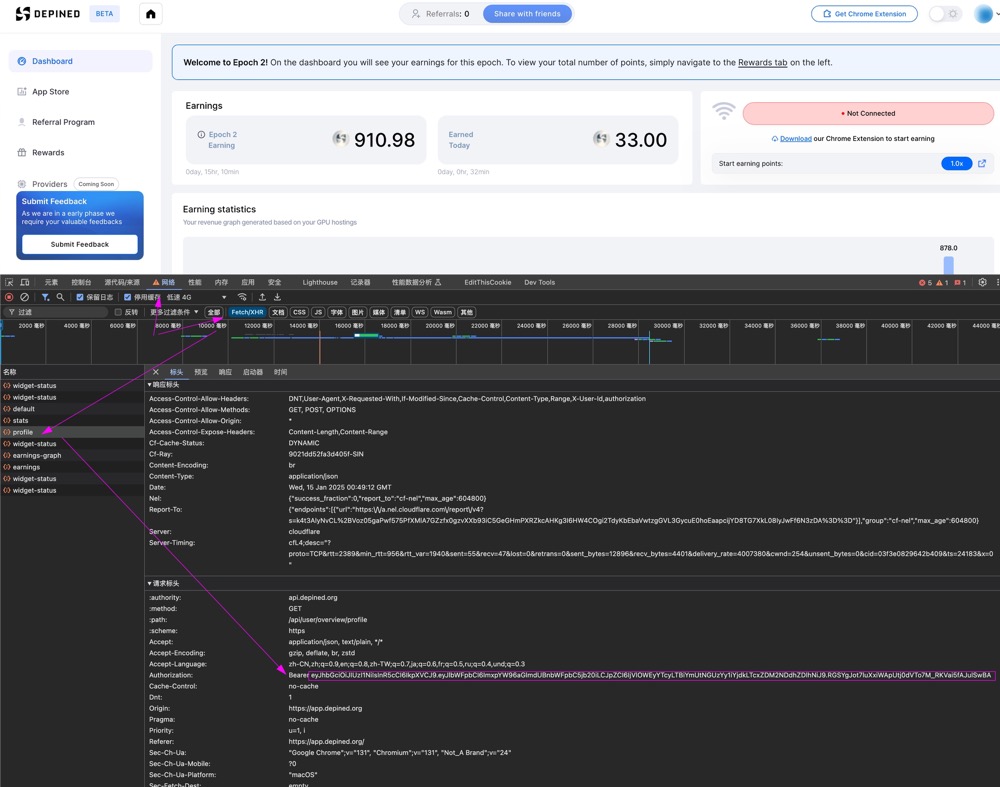 DEPINED BETA Referrals: 0 Share with friends Get Chrome Extension
Dashboard
App Store
Referral Program
Rewards
Providers Coming Soon
Submit Feedback
As we are in a early phase we
require your valuable feedbacks
Submit Feedback
Welcome to Epoch 2! On the dashboard you will see your earnings for this epoch. To view your total number of points, simply navigate to the Rewards tab on the left.
Earnings
Epoch 2
Earning
910.98
0day, 15hr, 10min
Earned
Today
33.00
0day, 0hr, 32min
Not Connected
Download our Chrome Extension to start earning
Start earning points: 1.0x
Earning statistics
Your revenue graph generated based on your GPU hostings
878.0
元素 控制台 源代码/来源 网络 性能 内存 应用 安全 Lighthouse 记录器 性能数据分析 EditThisCookie Dev Tools 5 1 1
保留日志 停用缓存 低速 4G
过滤 反转 更多过滤条件 全部 Fetch/XHR 文档 CSS JS 字体 图片 媒体 清单 WS Wasm 其他
2000 毫秒 4000 毫秒 6000 毫秒 8000 毫秒 10000 毫秒 12000 毫秒 14000 毫秒 16000 毫秒 18000 毫秒 20000 毫秒 22000 毫秒 24000 毫秒 26000 毫秒 28000 毫秒 30000 毫秒 32000 毫秒 34000 毫秒 36000 毫秒 38000 毫秒 40000 毫秒 42000 毫秒 44000 毫秒
名称
widget-status
widget-status
default
stats
profile
widget-status
earnings-graph
earnings
widget-status
widget-status
标头 预览 响应 启动器 时间
响应标头
Access-Control-Allow-Headers: DNT,User-Agent,X-Requested-With,If-Modified-Since,Cache-Control,Content-Type,Range,X-User-Id,authorization
Access-Control-Allow-Methods: GET, POST, OPTIONS
Access-Control-Allow-Origin: *
Access-Control-Expose-Headers: Content-Length,Content-Range
Cf-Cache-Status: DYNAMIC
Cf-Ray: 9021dd52fa3d405f-SIN
Content-Encoding: br
Content-Type: application/json
Date: Wed, 15 Jan 2025 00:49:12 GMT
Nel: {"success_fraction":0,"report_to":"cf-nel","max_age":604800}
Report-To: {"endpoints":[{"url":"https:\/\/a.nel.cloudflare.com\/report\/v4?
"}],"group":"cf-nel","max_age":604800}
Server: cloudflare
Server-Timing: cfL4;desc="?
proto=TCP&rtt=2389&min_rtt=956&rtt_var=1940&sent=55&recv=47&lost=0&retrans=0&sent_bytes=12896&recv_bytes=4401&delivery_rate=4007380&cwnd=254&unsent_bytes=0&cid=03f3e0829642b409&ts=24183&x=0
"
请求标头
:authority: api.depined.org
:method: GET
:path: /api/user/overview/profile
:scheme: https
Accept: application/json, text/plain, */*
Accept-Encoding: gzip, deflate, br, zstd
Accept-Language: zh-CN,zh;q=0.9,en;q=0.8,zh-TW;q=0.7,ja;q=0.6,fr;q=0.5,ru;q=0.4,und;q=0.3
Authorization: Bearer
Cache-Control: no-cache
Dnt: 1
Origin: https://app.depined.org
Pragma: no-cache
Priority: u=1, i
Referer: https://app.depined.org/
Sec-Ch-Ua: "Google Chrome";v="131", "Chromium";v="131", "Not_A Brand";v="24"
Sec-Ch-Ua-Mobile: ?0
Sec-Ch-Ua-Platform: "macOS"
Sec-Fetch-Dest: empty